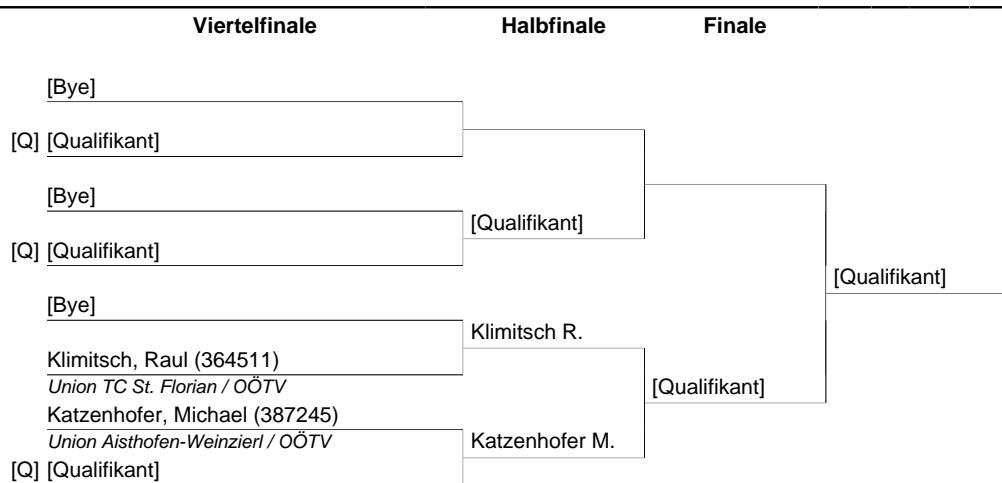 Viertelfinale Halbfinale Finale
[Bye]
[Q] [Qualifikant]
[Bye]
[Qualifikant]
[Q] [Qualifikant]
[Qualifikant]
[Bye]
Klimitsch R.
Klimitsch, Raul (364511)
Union TC St. Florian / OÖTV
[Qualifikant]
Katzenhofer, Michael (387245)
Union Aisthofen-Weinzierl / OÖTV
Katzenhofer M.
[Q] [Qualifikant]